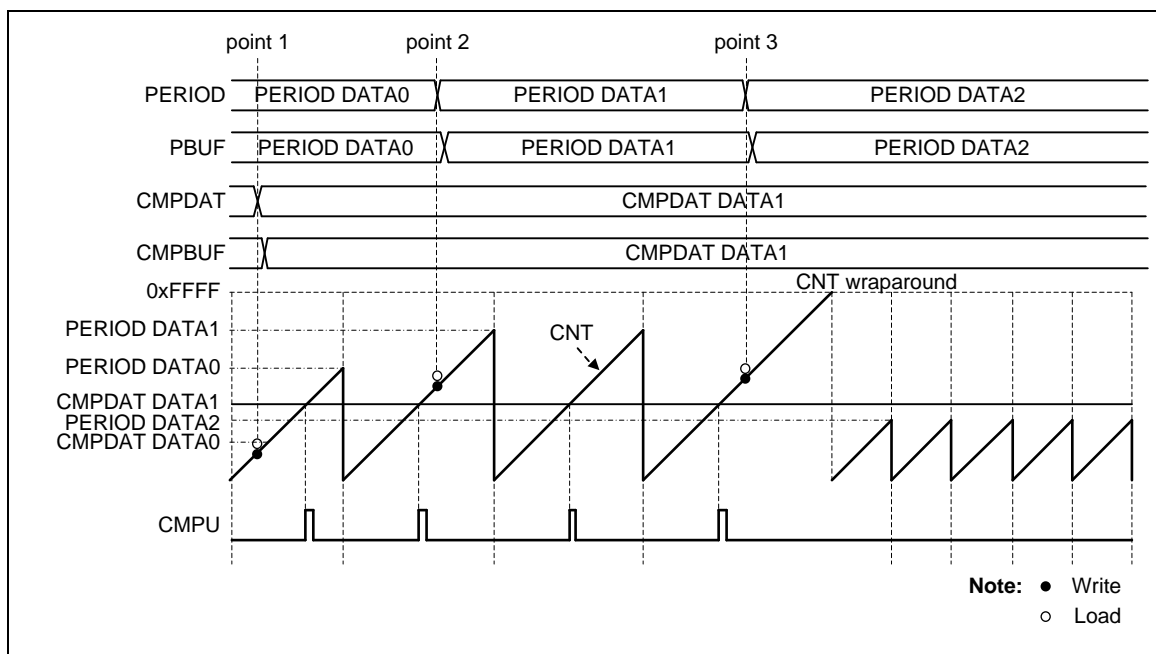 point 1 point 2 point 3
PERIOD PERIOD DATA0 PERIOD DATA1 PERIOD DATA2
PBUF PERIOD DATA0 PERIOD DATA1 PERIOD DATA2
CMPDAT CMPDAT DATA1
CMPBUF CMPDAT DATA1
0xFFFF CNT wraparound
PERIOD DATA1 CNT
PERIOD DATA0
CMPDAT DATA1
PERIOD DATA2
CMPDAT DATA0
CMPU
Note: ● Write
○ Load